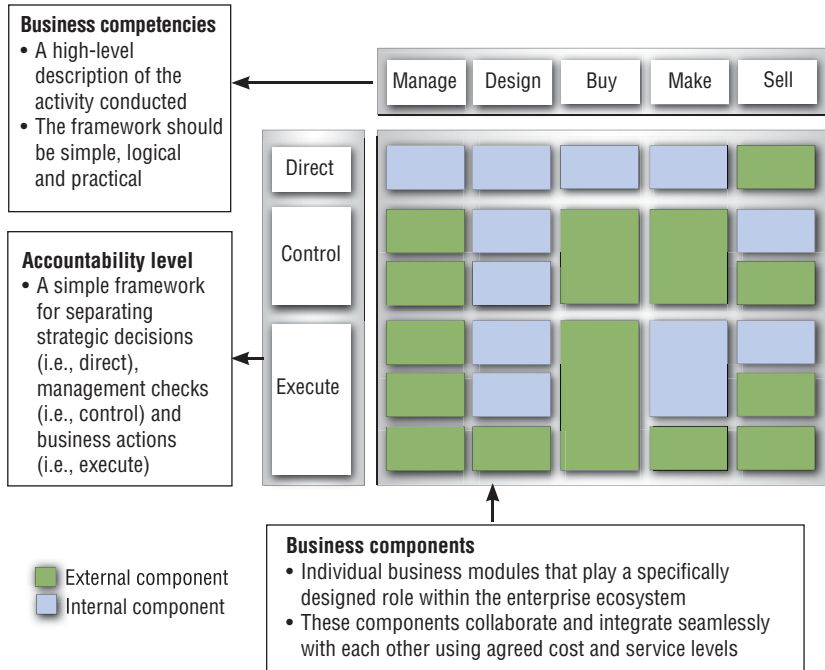 Business competencies
• A high-level
description of the
activity conducted
• The framework should
be simple, logical
and practical
Manage Design Buy Make Sell
Direct
Control
Execute
Accountability level
• A simple framework
for separating
strategic decisions
(i.e., direct),
management checks
(i.e., control) and
business actions
(i.e., execute)
Business components
• Individual business modules that play a specifically
designed role within the enterprise ecosystem
• These components collaborate and integrate seamlessly
with each other using agreed cost and service levels
External component
Internal component